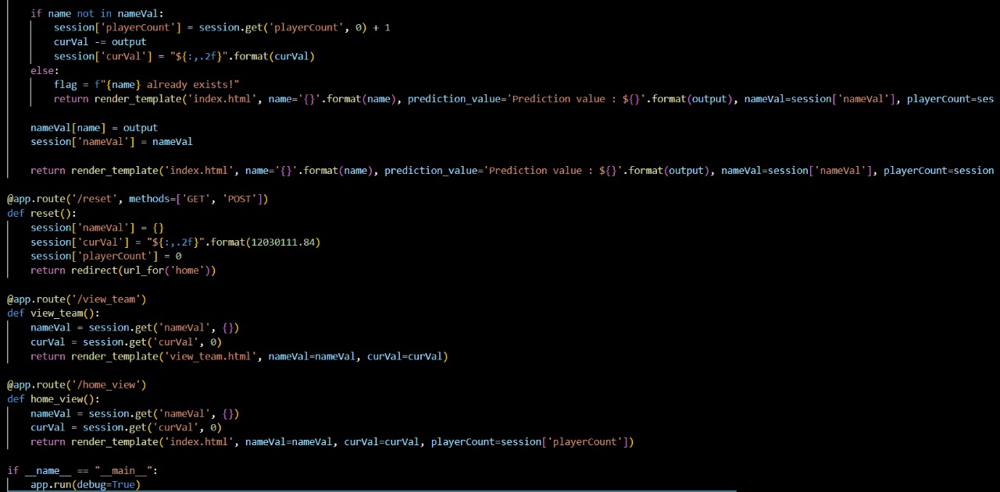 if name not in nameVal:
session['playerCount'] = session.get('playerCount', 0) + 1
curVal -= output
session['curVal'] = "${:,.2f}".format(curVal)
else:
flag = f"{name} already exists!"
return render_template('index.html', name='{}'.format(name), prediction_value='Prediction value : ${}'.format(output), nameVal=session['nameVal'], playerCount=ses
nameVal[name] = output
session['nameVal'] = nameVal
return render_template('index.html', name='{}'.format(name), prediction_value='Prediction value : ${}'.format(output), nameVal=session['nameVal'], playerCount=session
@app.route('/reset', methods=['GET', 'POST'])
def reset():
session['nameVal'] = {}
session['curVal'] = "${:,.2f}".format(12030111.84)
session['playerCount'] = 0
return redirect(url_for('home'))
@app.route('/view_team')
def view_team():
nameVal = session.get('nameVal', {})
curVal = session.get('curVal', 0)
return render_template('view_team.html', nameVal=nameVal, curVal=curVal)
@app.route('/home_view')
def home_view():
nameVal = session.get('nameVal', {})
curVal = session.get('curVal', 0)
return render_template('index.html', nameVal=nameVal, curVal=curVal, playerCount=session['playerCount'])
if __name__ == "__main__":
app.run(debug=True)